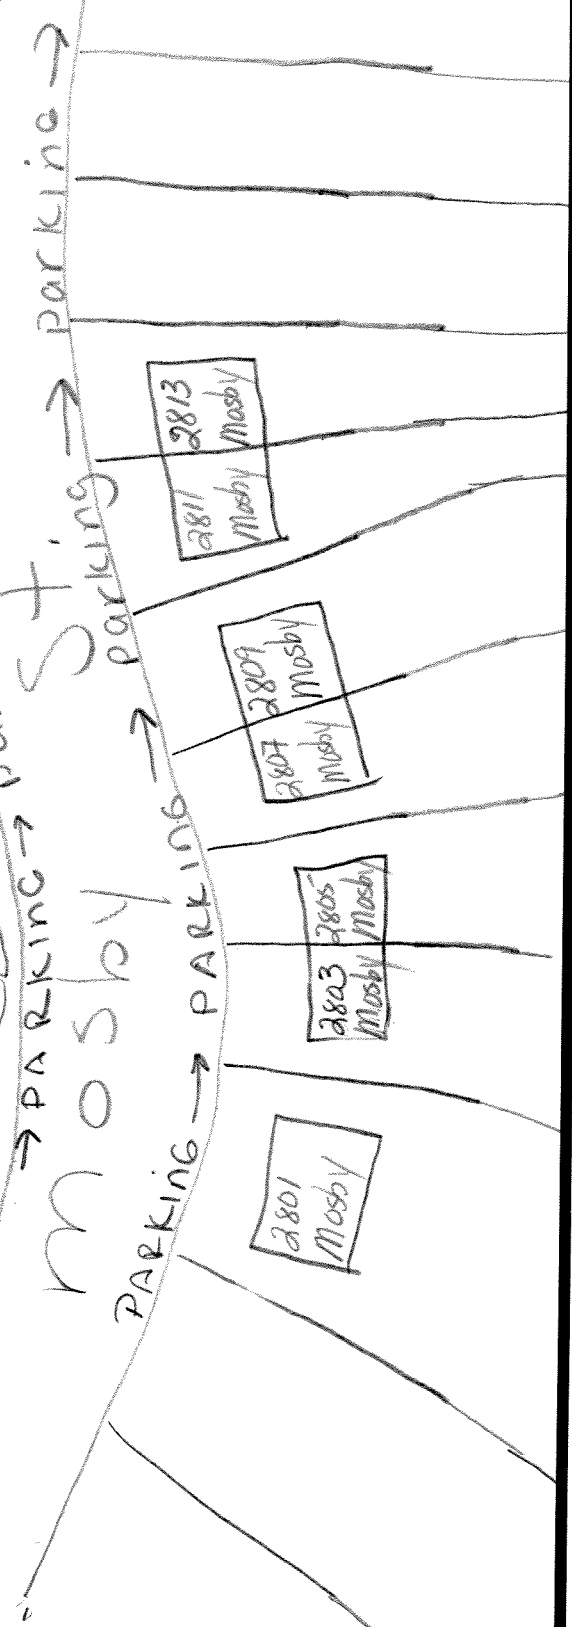 parking →
parking →
St.
PARKING →
PARKING →
→ PARKING →
mosby
2813
Mosby
2811
Mosby
2809
Mosby
2807
Mosby
2805
Mosby
2803
Mosby
2801
Mosby